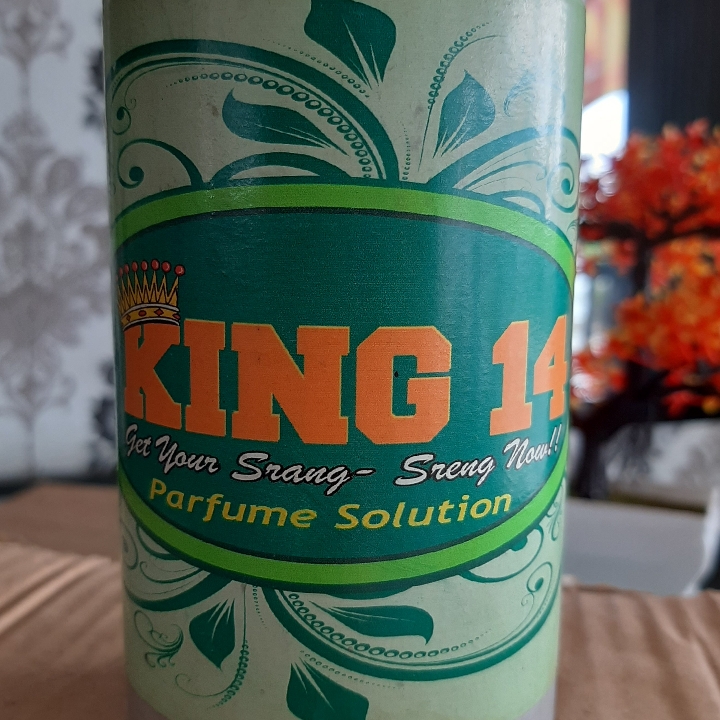 KING 14
Get Your Srang- Sreng Now!!
Parfume Solution